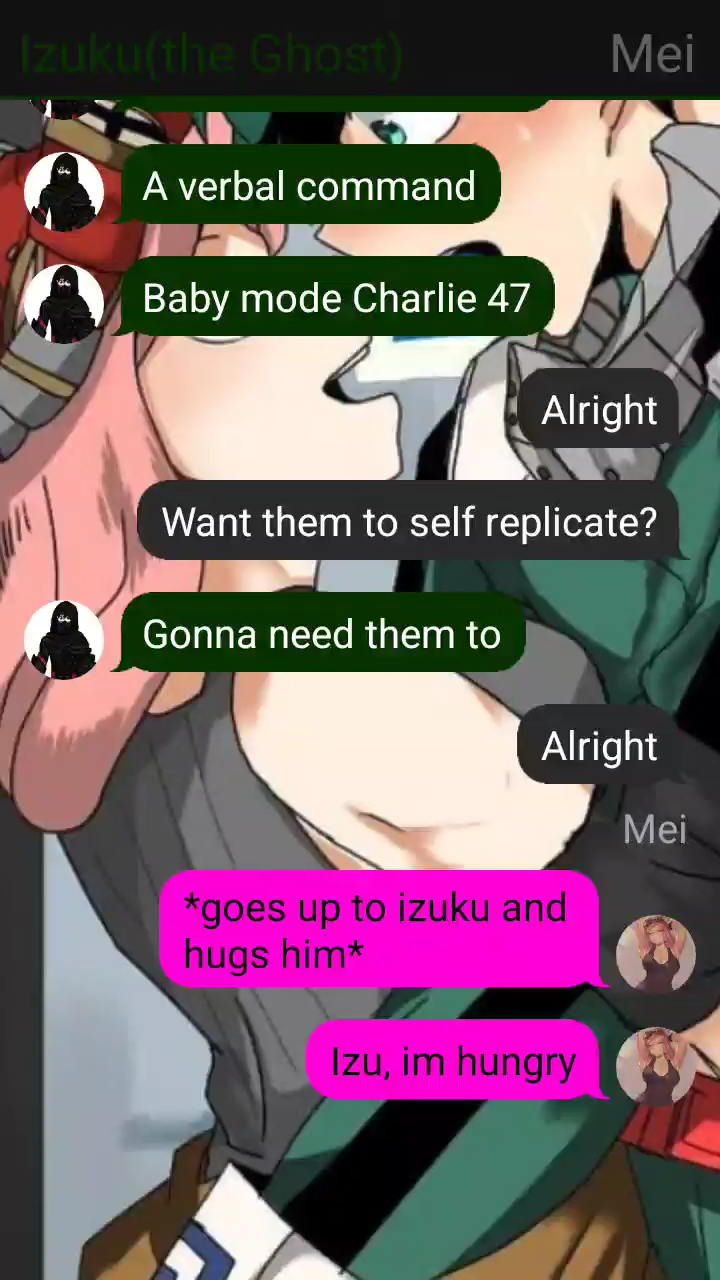 Izuku(the Ghost)
Mei
A verbal command
Baby mode Charlie 47
Alright
Want them to self replicate?
Gonna need them to
Alright
Mei
*goes up to izuku and
hugs him*
Izu, im hungry